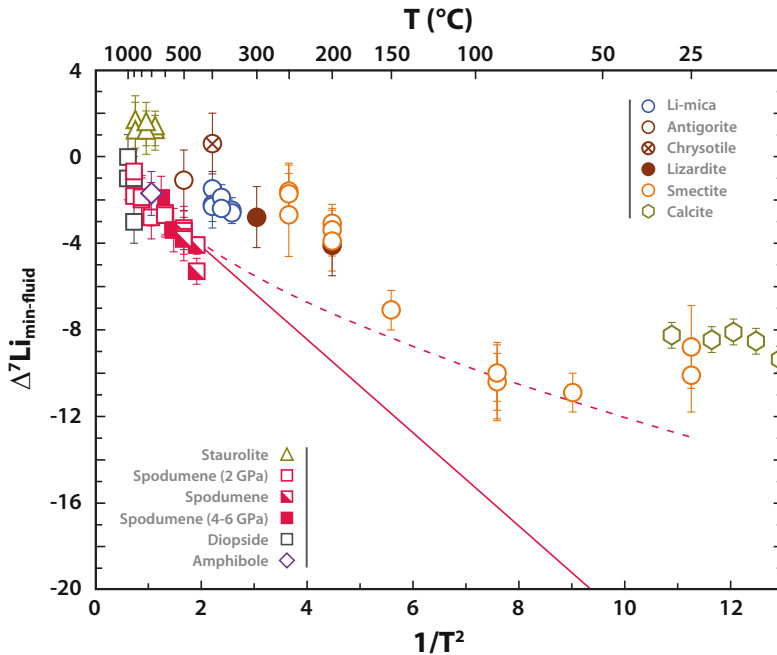 T (°C)
1000 500 300 200 150 100 50 25
4
0
-4
-8
-12
-16
-20
Δ⁷Li min-fluid
Li-mica
Antigorite
Chrysotile
Lizardite
Smectite
Calcite
Staurolite
Spodumene (2 GPa)
Spodumene
Spodumene (4-6 GPa)
Diopside
Amphibole
0 2 4 6 8 10 12
1/T²